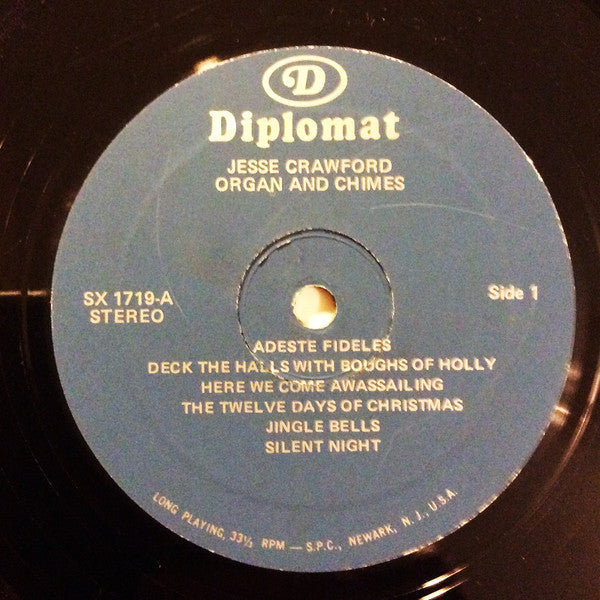 D
Diplomat
JESSE CRAWFORD
ORGAN AND CHIMES
SX 1719-A
STEREO
Side 1
ADESTE FIDELES
DECK THE HALLS WITH BOUGHS OF HOLLY
HERE WE COME AWASSAILING
THE TWELVE DAYS OF CHRISTMAS
JINGLE BELLS
SILENT NIGHT
LONG PLAYING, 33⅓ RPM — S.P.C., NEWARK, N. J., U.S.A.